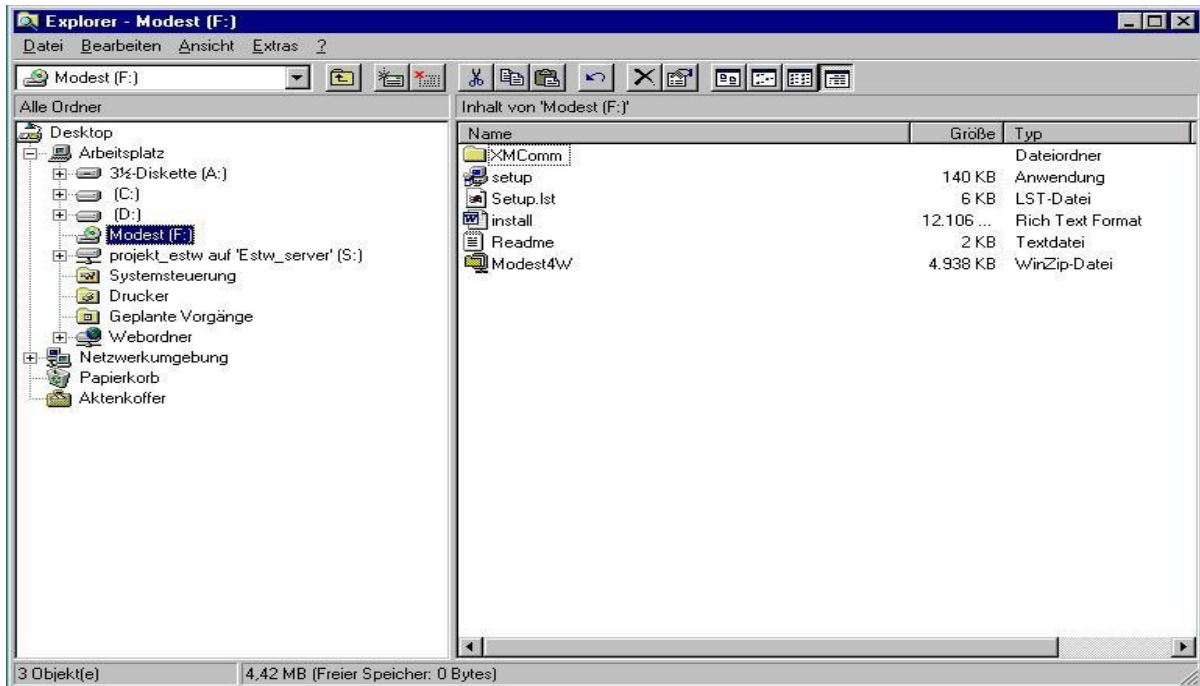 Explorer - Modest (F:)
Datei Bearbeiten Ansicht Extras ?
Modest (F:)
Alle Ordner
Inhalt von 'Modest (F:)'
Desktop
Arbeitsplatz
3½-Diskette (A:)
(C:)
(D:)
Modest (F:)
projekt_estw auf 'Estw_server' (S:)
Systemsteuerung
Drucker
Geplante Vorgänge
Webordner
Netzwerkumgebung
Papierkorb
Aktenkoffer
Name Größe Typ
XMComm Dateiordner
setup 140 KB Anwendung
Setup.lst 6 KB LST-Datei
install 12.106 ... Rich Text Format
Readme 2 KB Textdatei
Modest4W 4.938 KB WinZip-Datei
3 Objekt(e) 4,42 MB (Freier Speicher: 0 Bytes)